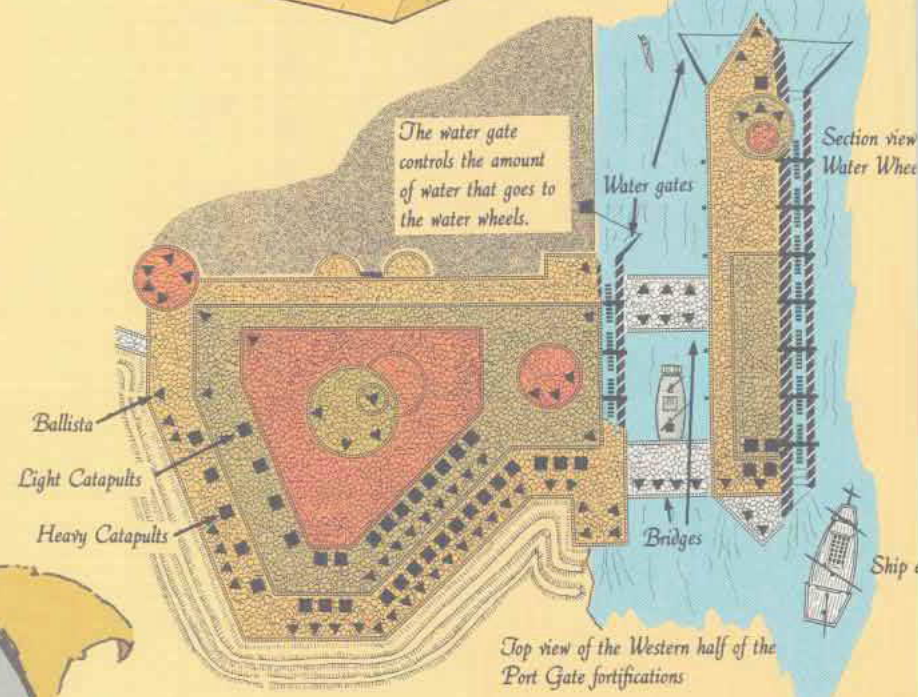 The water gate
controls the amount
of water that goes to
the water wheels.
Water gates
Section view
Water
Ballista
Light Catapults
Heavy Catapults
Bridges
Ship
Top view of the Western half of the
Port Gate fortifications